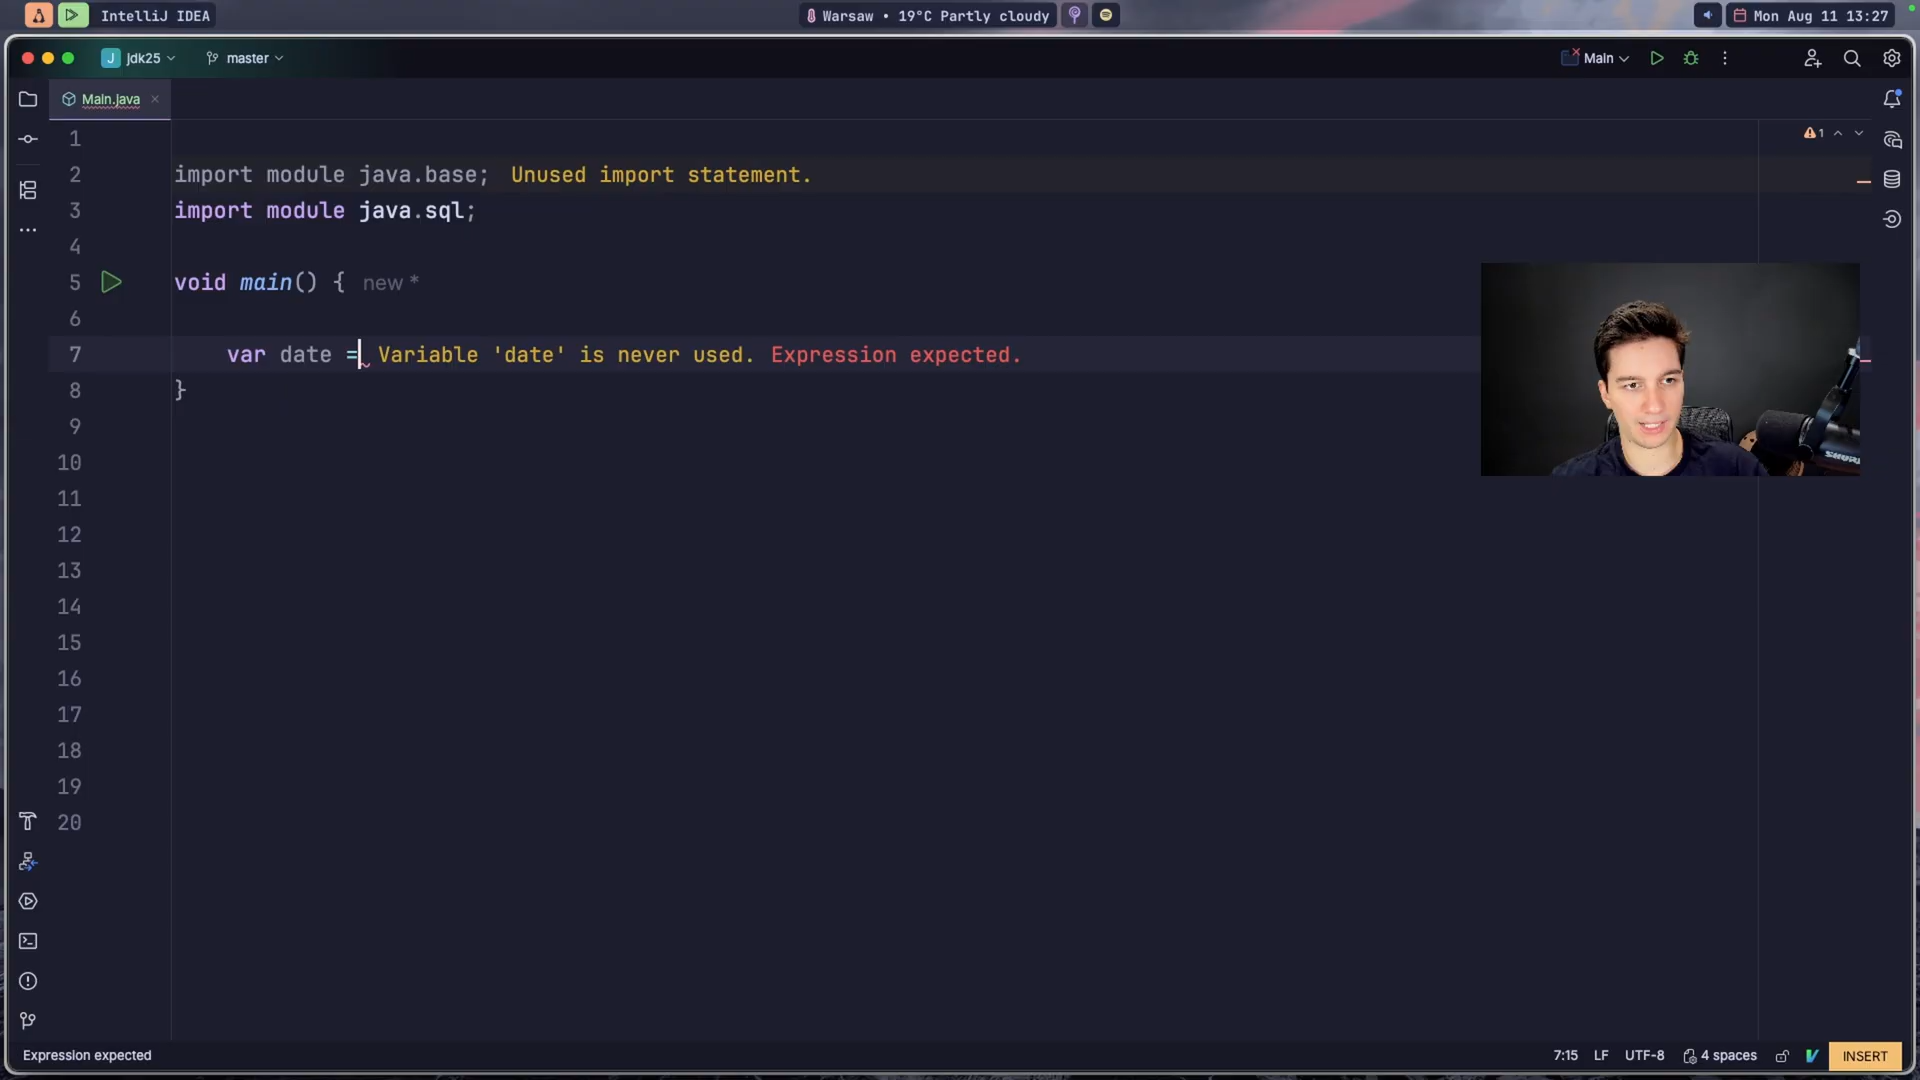 IntelliJ IDEA
Warsaw • 19°C Partly cloudy
Mon Aug 11 13:27
J jdk25
master
Main
Main.java
1
1
2 import module java.base; Unused import statement.
3 import module java.sql;
4
5 void main() { new *
6
7 var date = Variable 'date' is never used. Expression expected.
8 }
9
10
11
12
13
14
15
16
17
18
19
20
SHURE
Expression expected
7:15 LF UTF-8 4 spaces INSERT